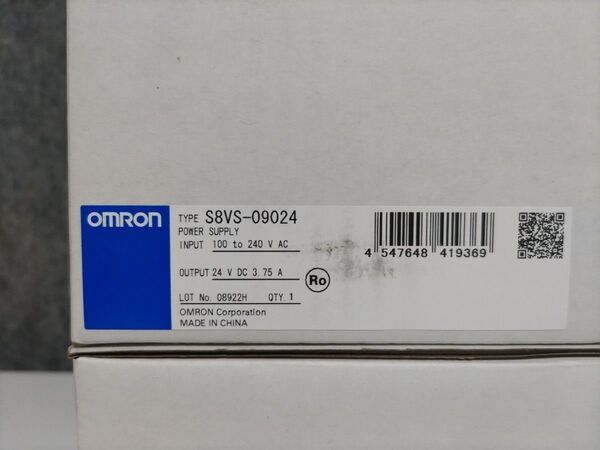 OMRON
TYPE S8VS-09024
POWER SUPPLY
INPUT 100 to 240 V AC
OUTPUT 24 V DC 3.75 A
Ro
LOT No. 08922H QTY. 1
OMRON Corporation
MADE IN CHINA
4 547648 419369